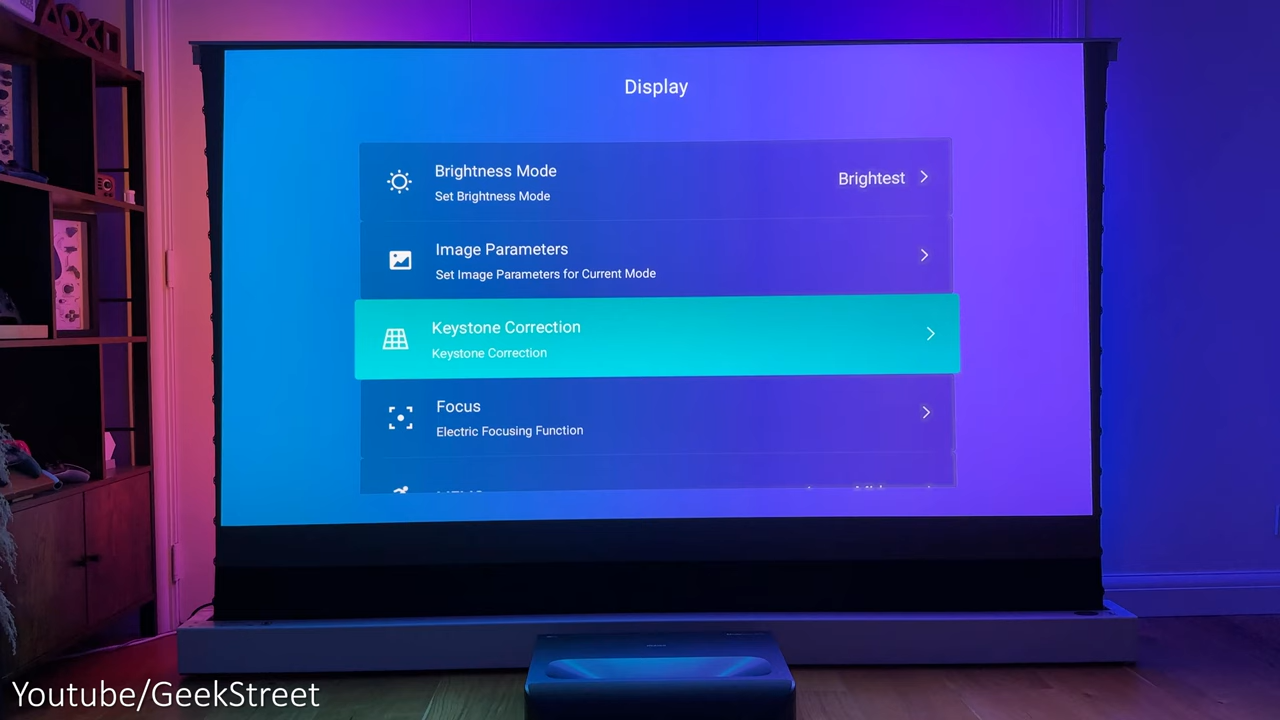 Display
Brightness Mode
Set Brightness Mode
Brightest
Image Parameters
Set Image Parameters for Current Mode
Keystone Correction
Keystone Correction
Focus
Electric Focusing Function
Youtube/GeekStreet